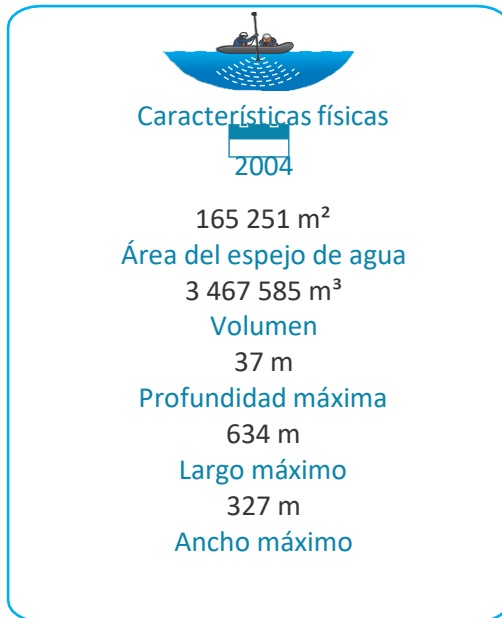 Características físicas
2004
165 251 m²
Área del espejo de agua
3 467 585 m³
Volumen
37 m
Profundidad máxima
634 m
Largo máximo
327 m
Ancho máximo